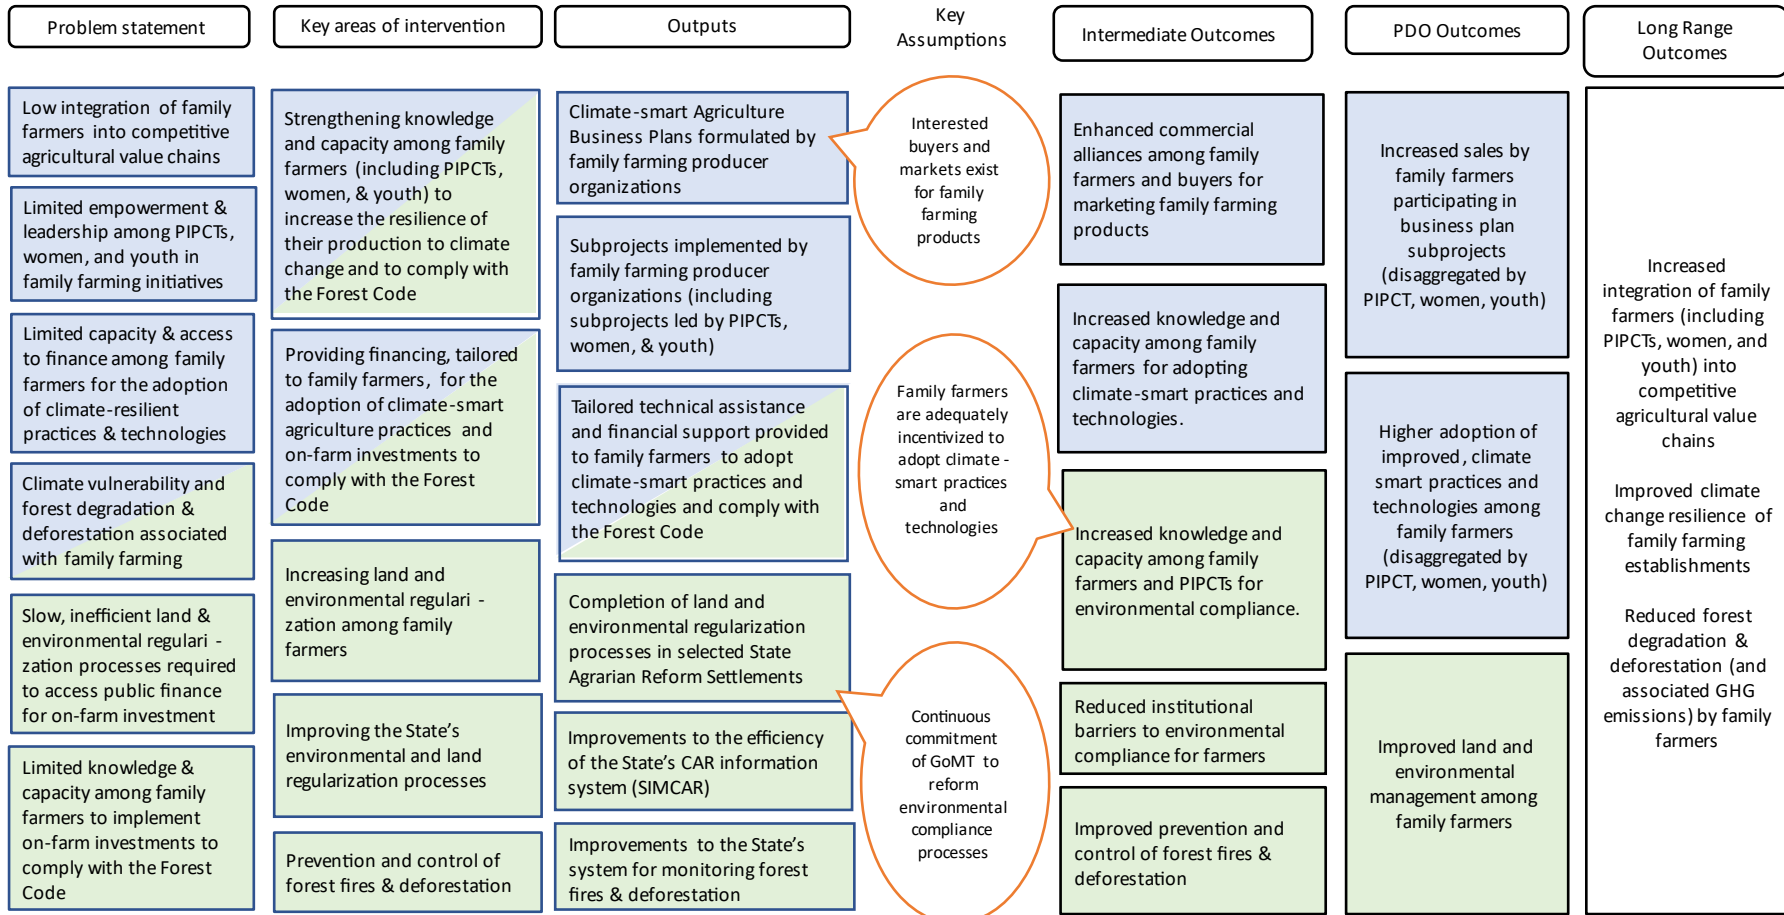 Problem statement
Low integration of family
farmers into competitive
agricultural value chains
Limited empowerment &
leadership among PIPCTs,
women, and youth in
family farming initiatives
Limited capacity & access
to finance among family
farmers for the adoption
of climate-resilient
practices & technologies
Climate vulnerability and
forest degradation &
deforestation associated
with family farming
Slow, inefficient land &
environmental regulari -
zation processes required
to access public finance
for on-farm investment
Limited knowledge &
capacity among family
farmers to implement
on-farm investments to
comply with the Forest
Code
Key areas of intervention
Strengthening knowledge
and capacity among family
farmers (including PIPCTs,
women, & youth) to
increase the resilience of
their production to climate
change and to comply with
the Forest Code
Providing financing, tailored
to family farmers, for the
adoption of climate-smart
agriculture practices and
on-farm investments to
comply with the Forest
Code
Increasing land and
environmental regulari -
zation among family
farmers
Improving the State's
environmental and land
regularization processes
Prevention and control of
forest fires & deforestation
Outputs
Climate-smart Agriculture
Business Plans formulated by
family farming producer
organizations
Subprojects implemented by
family farming producer
organizations (including
subprojects led by PIPCTs,
women, & youth)
Tailored technical assistance
and financial support provided
to family farmers to adopt
climate-smart practices and
technologies and comply with
the Forest Code
Completion of land and
environmental regularization
processes in selected State
Agrarian Reform Settlements
Improvements to the efficiency
of the State's CAR information
system (SIMCAR)
Improvements to the State's
system for monitoring forest
fires & deforestation
Key
Assumptions
Interested
buyers and
markets exist
for family
farming
products
Family farmers
are adequately
incentivized to
adopt climate -
smart practices
and
technologies
Continuous
commitment
of GoMT to
reform
environmental
compliance
processes
Intermediate Outcomes
Enhanced commercial
alliances among family
farmers and buyers for
marketing family farming
products
Increased knowledge and
capacity among family
farmers for adopting
climate-smart practices and
technologies.
Increased knowledge and
capacity among family
farmers and PIPCTs for
environmental compliance.
Reduced institutional
barriers to environmental
compliance for farmers
Improved prevention and
control of forest fires &
deforestation
PDO Outcomes
Increased sales by
family farmers
participating in
business plan
subprojects
(disaggregated by
PIPCT, women, youth)
Higher adoption of
improved, climate
smart practices and
technologies among
family farmers
(disaggregated by
PIPCT, women, youth)
Improved land and
environmental
management among
family farmers
Long Range
Outcomes
Increased
integration of family
farmers (including
PIPCTs, women, and
youth) into
competitive
agricultural value
chains
Improved climate
change resilience of
family farming
establishments
Reduced forest
degradation &
deforestation (and
associated GHG
emissions) by family
farmers